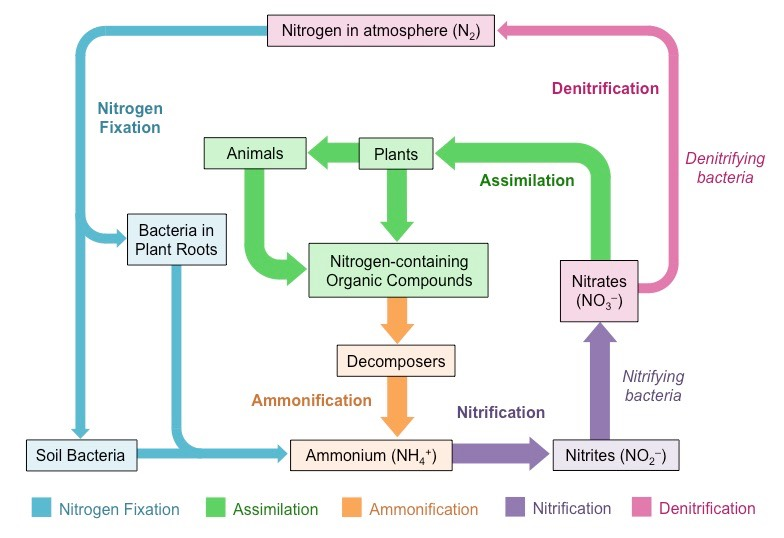 Nitrogen in atmosphere (N₂)
Nitrogen
Fixation
Denitrification
Animals
Plants
Assimilation
Denitrifying
bacteria
Bacteria in
Plant Roots
Nitrogen-containing
Organic Compounds
Nitrates
(NO₃⁻)
Decomposers
Ammonification
Nitrification
Nitrifying
bacteria
Soil Bacteria
Ammonium (NH₄⁺)
Nitrites (NO₂⁻)
Nitrogen Fixation
Assimilation
Ammonification
Nitrification
Denitrification